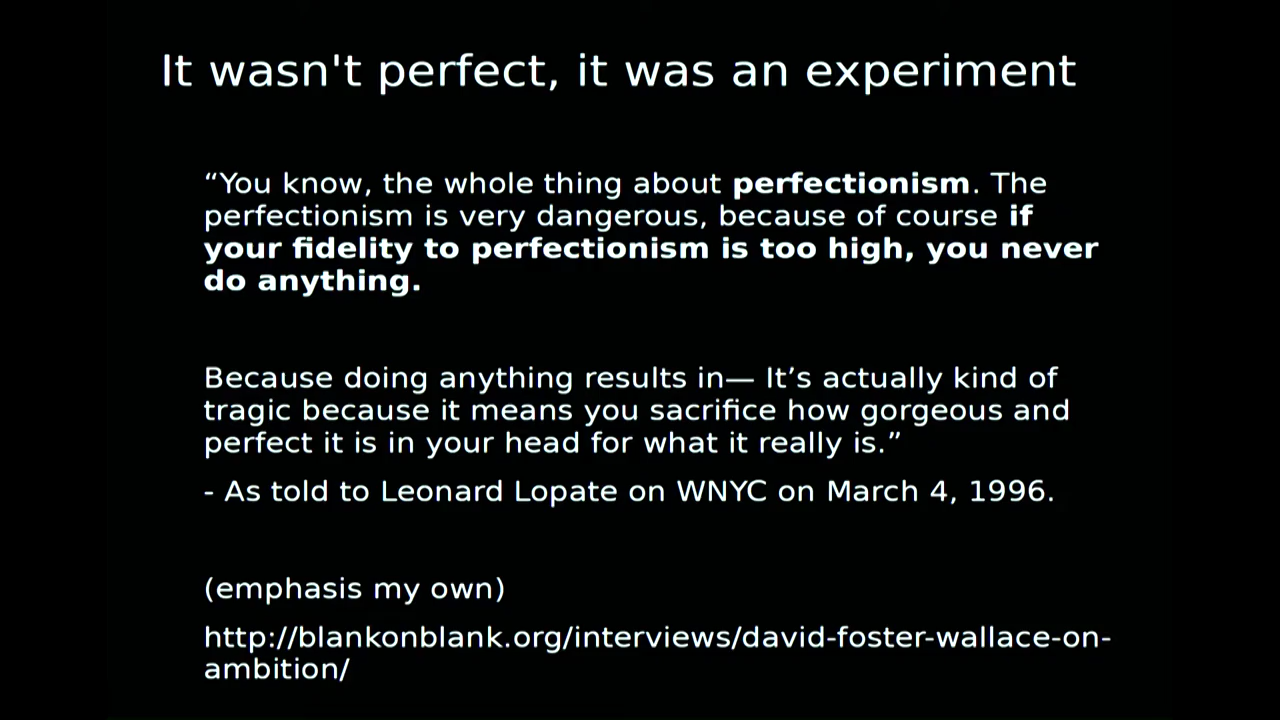 It wasn't perfect, it was an experiment
“You know, the whole thing about perfectionism. The
perfectionism is very dangerous, because of course if
your fidelity to perfectionism is too high, you never
do anything.
Because doing anything results in— It’s actually kind of
tragic because it means you sacrifice how gorgeous and
perfect it is in your head for what it really is.”
- As told to Leonard Lopate on WNYC on March 4, 1996.
(emphasis my own)
http://blankonblank.org/interviews/david-foster-wallace-on-
ambition/